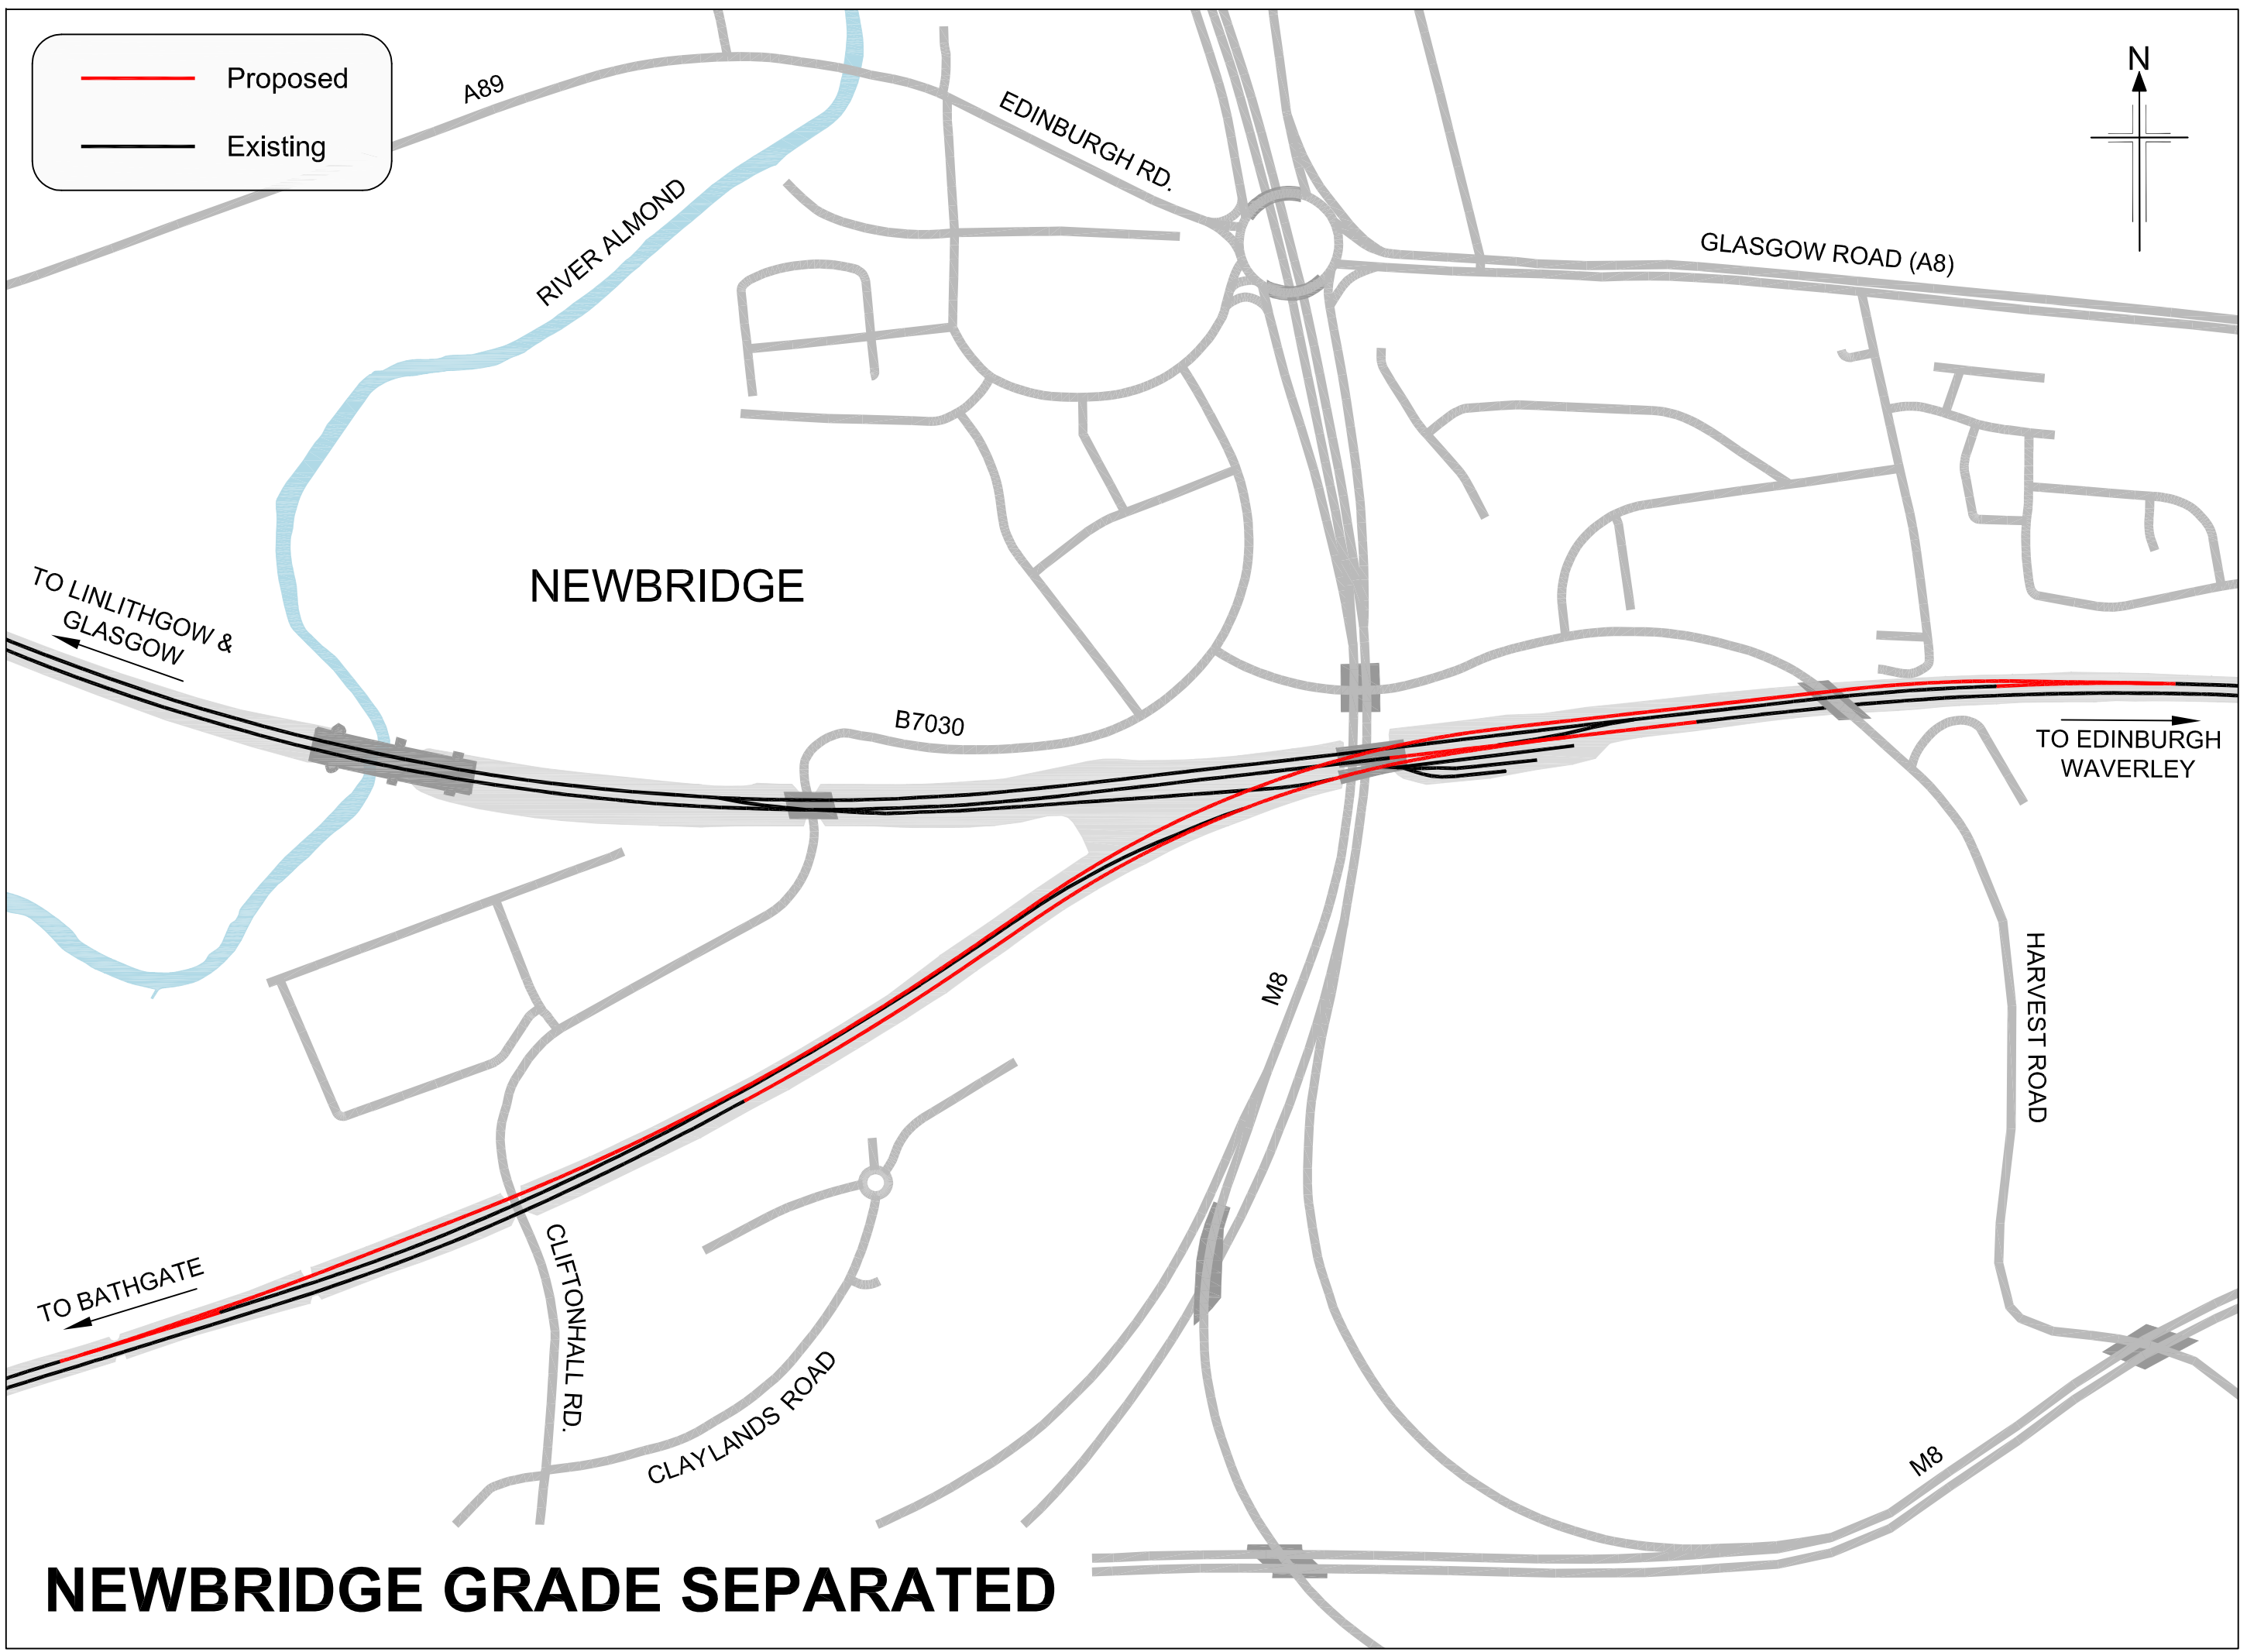 Proposed
Existing
A89
EDINBURGH RD.
N
GLASGOW ROAD (A8)
RIVER ALMOND
NEWBRIDGE
TO LINLITHGOW &
GLASGOW
B7030
TO EDINBURGH
WAVERLEY
M8
HARVEST ROAD
TO BATHGATE
CLIFTONHALL RD.
CLAYLANDS ROAD
M8
NEWBRIDGE GRADE SEPARATED